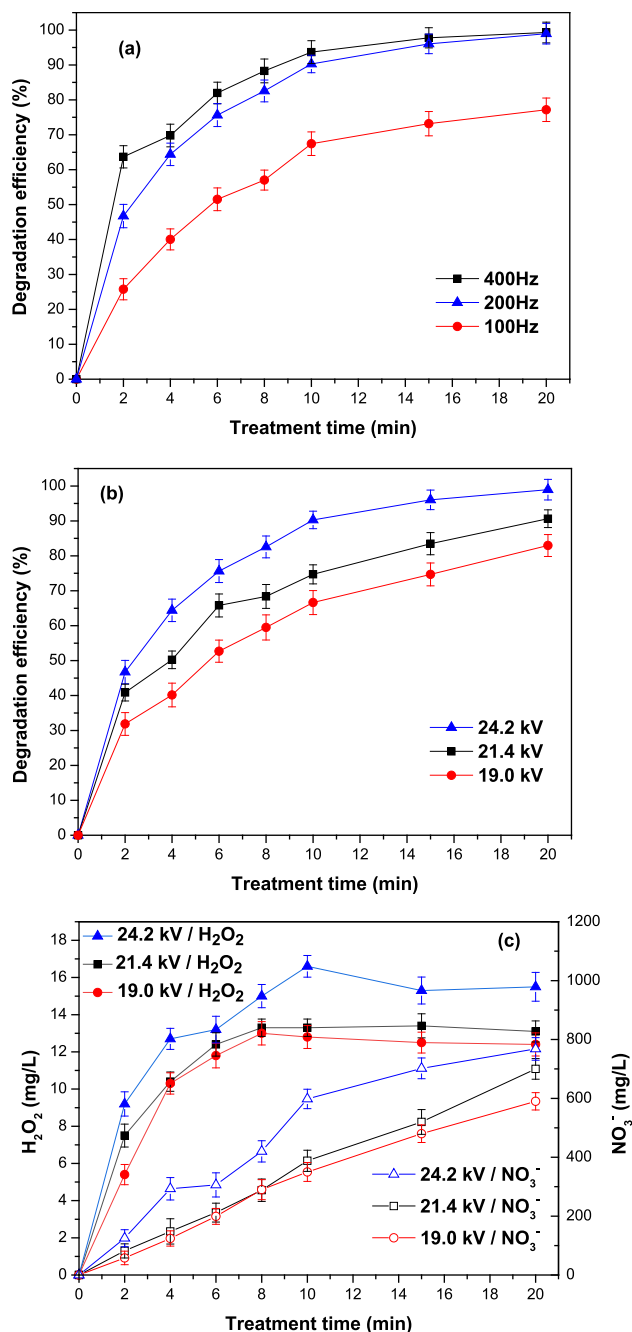 (a)
Degradation efficiency (%)
100
90
80
70
60
50
40
30
20
10
0
400Hz
200Hz
100Hz
0 2 4 6 8 10 12 14 16 18 20
Treatment time (min)
(b)
Degradation efficiency (%)
100
90
80
70
60
50
40
30
20
10
0
24.2 kV
21.4 kV
19.0 kV
0 2 4 6 8 10 12 14 16 18 20
Treatment time (min)
(c)
24.2 kV / H₂O₂
21.4 kV / H₂O₂
19.0 kV / H₂O₂
H₂O₂ (mg/L)
18
16
14
12
10
8
6
4
2
0
NO₃⁻ (mg/L)
1200
1000
800
600
400
200
0
24.2 kV / NO₃⁻
21.4 kV / NO₃⁻
19.0 kV / NO₃⁻
0 2 4 6 8 10 12 14 16 18 20
Treatment time (min)